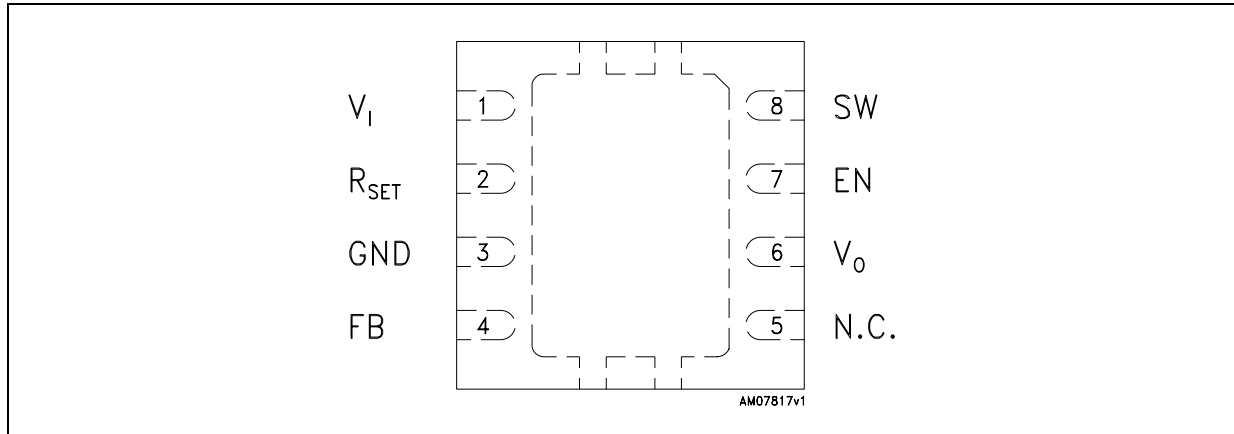 V_I 1 8 SW
R_SET 2 7 EN
GND 3 6 V_O
FB 4 5 N.C.
AM07817v1